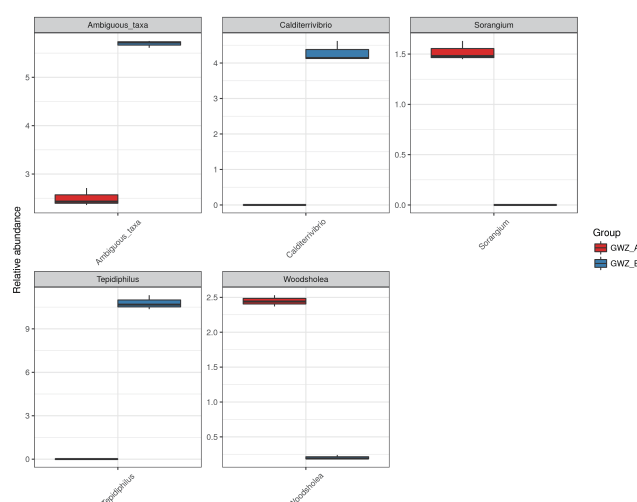 Ambiguous_taxa
Calditerrivibrio
Sorangium
5
4
3
Ambiguous_taxa
4
3
2
1
0
Calditerrivibrio
1.5
1.0
0.5
0.0
Sorangium
Relative abundance
Group
GWZ_A
GWZ_B
Tepidiphilus
Woodsholea
9
6
3
0
Tepidiphilus
2.5
2.0
1.5
1.0
0.5
Woodsholea